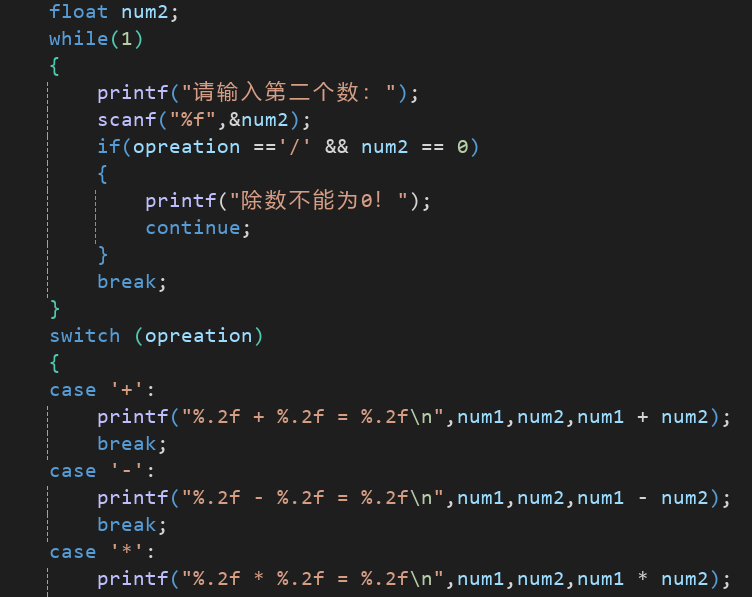 float num2;
while(1)
{
printf("请输入第二个数：");
scanf("%f",&num2);
if(opreation =='/' && num2 == 0)
{
printf("除数不能为0！");
continue;
}
break;
}
switch (opreation)
{
case '+':
printf("%.2f + %.2f = %.2f\n",num1,num2,num1 + num2);
break;
case '-':
printf("%.2f - %.2f = %.2f\n",num1,num2,num1 - num2);
break;
case '*':
printf("%.2f * %.2f = %.2f\n",num1,num2,num1 * num2);